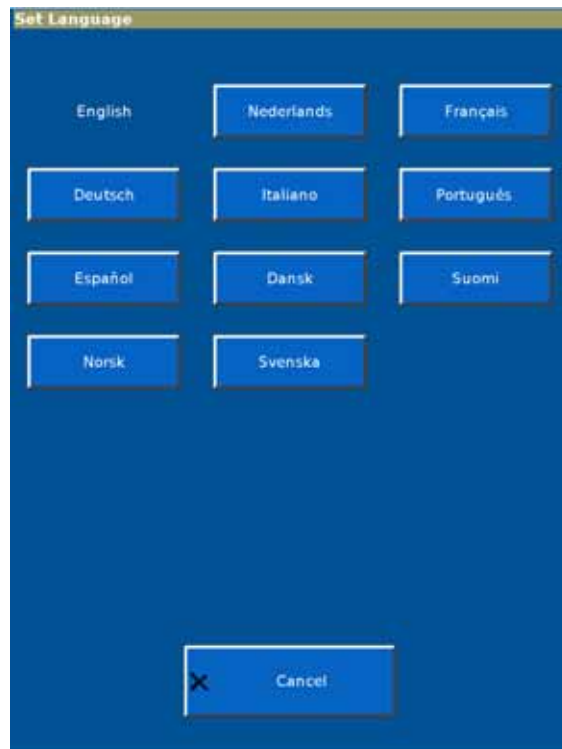 Set Language
English Nederlands Français
Deutsch Italiano Português
Español Dansk Suomi
Norsk Svenska
Cancel